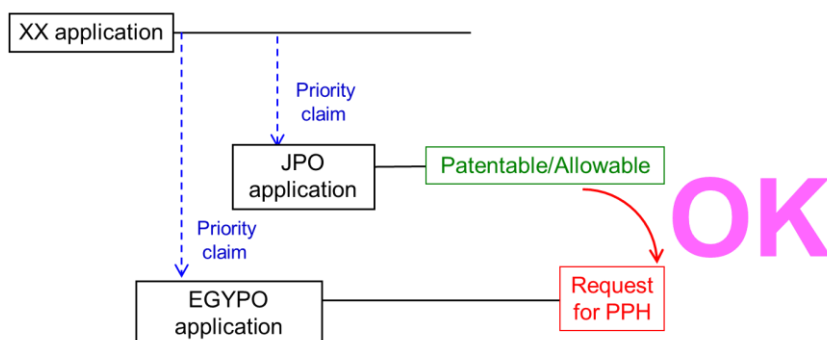 XX application
Priority
claim
JPO
application
Patentable/Allowable
OK
Priority
claim
EGYPO
application
Request
for PPH